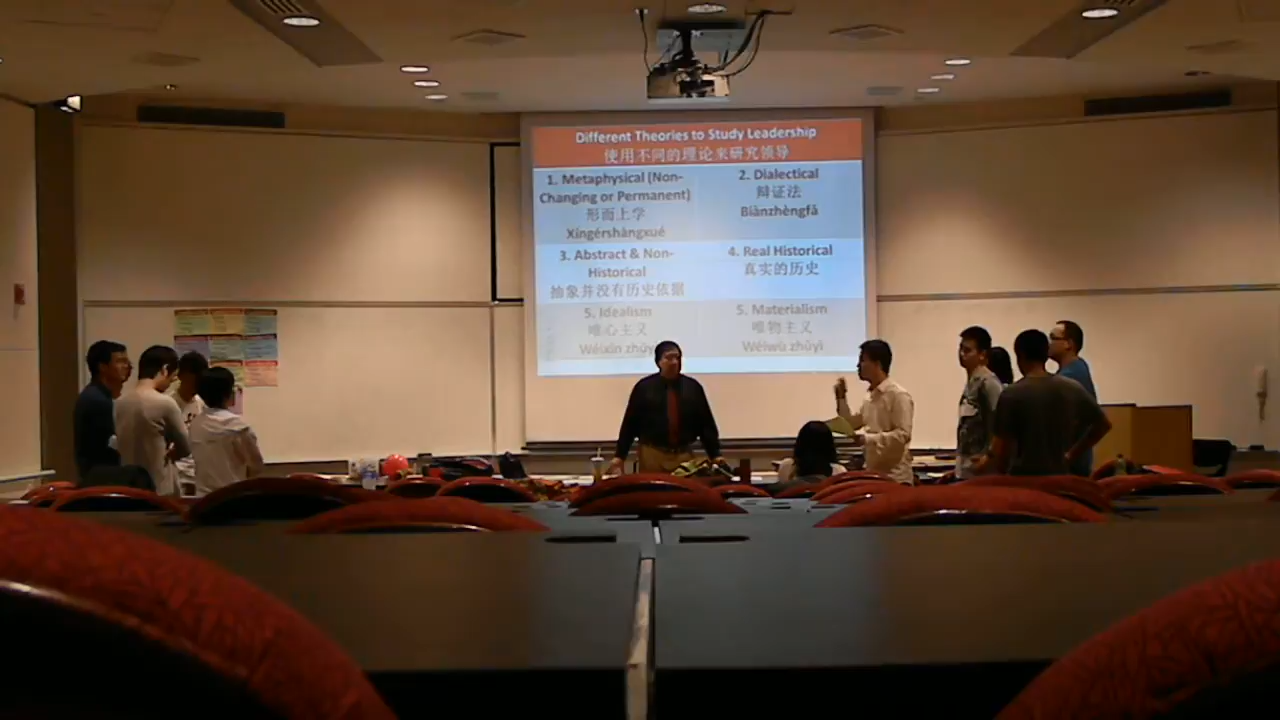 Different Theories to Study Leadership
使用不同的理论来研究领导
1. Metaphysical (Non-
Changing or Permanent)
形而上学
Xíngérshàngxué
2. Dialectical
辩证法
Biànzhèngfǎ
3. Abstract & Non-
Historical
抽象并没有历史依据
4. Real Historical
真实的历史
5. Idealism
唯心主义
Wéixīn zhǔy
5. Materialism
唯物主义
Wéiwù zhǔyì